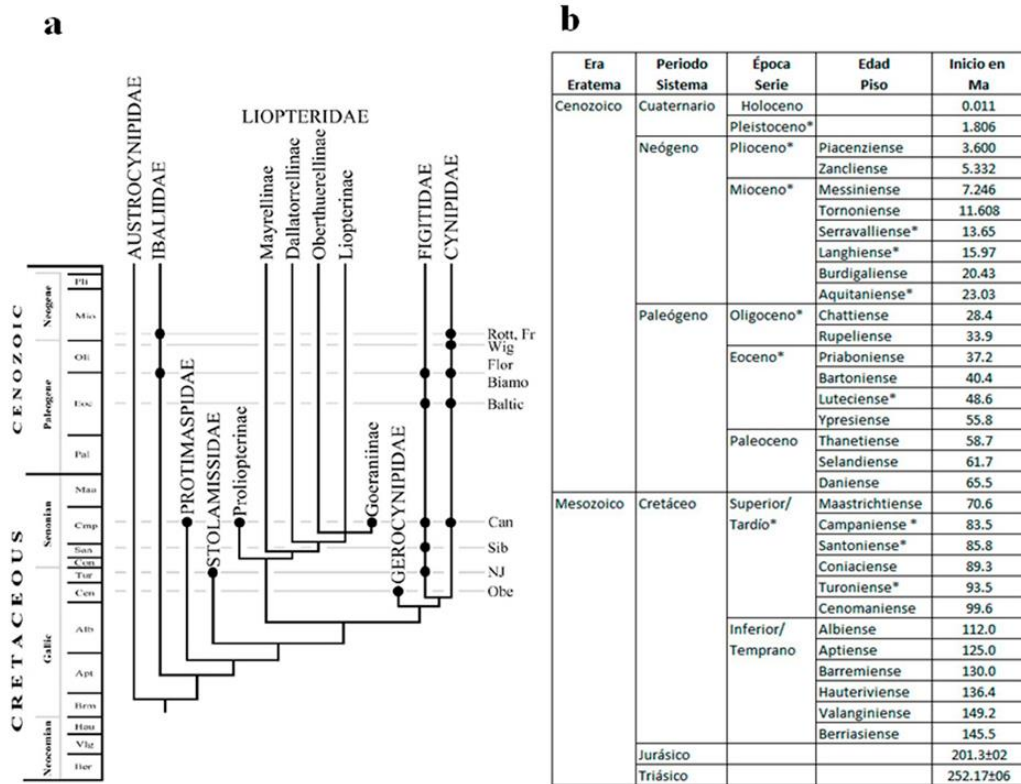 a
LIOPTERIDAE
AUSTROCYNIPIDAE
IBALIIDAE
Mayrellinae
Dallatorrellinae
Oberthuerellinae
Liopterinae
FIGITIDAE
CYNIPIDAE
PROTIMASPIDAE
STOLAMISSIDAE
Proliopterinae
Goeraniinae
GEROCYNIPIDAE
CENOZOIC
Neogene
Paleogene
Pli
Mio
Oli
Eoc
Pal
CRETACEOUS
Senonian
Galic
Neocomian
Maa
Cmp
San
Con
Tur
Cen
Alb
Apt
Brm
Hau
Vlg
Ber
Rott, Fr
Wig
Flor
Biamo
Baltic
Can
Sib
NJ
Obe
b
Era Periodo Época Edad Inicio en
Eratema Sistema Serie Piso Ma
Cenozoico Cuaternario Holoceno 0.011
Pleistoceno* 1.806
Neógeno Plioceno* Piacenziense 3.600
Zancliense 5.332
Mioceno* Messiniense 7.246
Tornoniense 11.608
Serravalliense* 13.65
Langhiense* 15.97
Burdigaliense 20.43
Aquitaniense* 23.03
Paleógeno Oligoceno* Chattiense 28.4
Rupeliense 33.9
Eoceno* Priaboniense 37.2
Bartoniense 40.4
Luteciense* 48.6
Ypresiense 55.8
Paleoceno Thanetiense 58.7
Selandiense 61.7
Daniense 65.5
Mesozoico Cretáceo Superior/ Maastrichtiense 70.6
Tardío* Campaniense * 83.5
Santoniense* 85.8
Coniaciense 89.3
Turoniense* 93.5
Cenomaniense 99.6
Inferior/ Albiense 112.0
Temprano Aptiense 125.0
Barremiense 130.0
Hauteriviense 136.4
Valanginiense 149.2
Berriasiense 145.5
Jurásico 201.3±02
Triásico 252.17±06